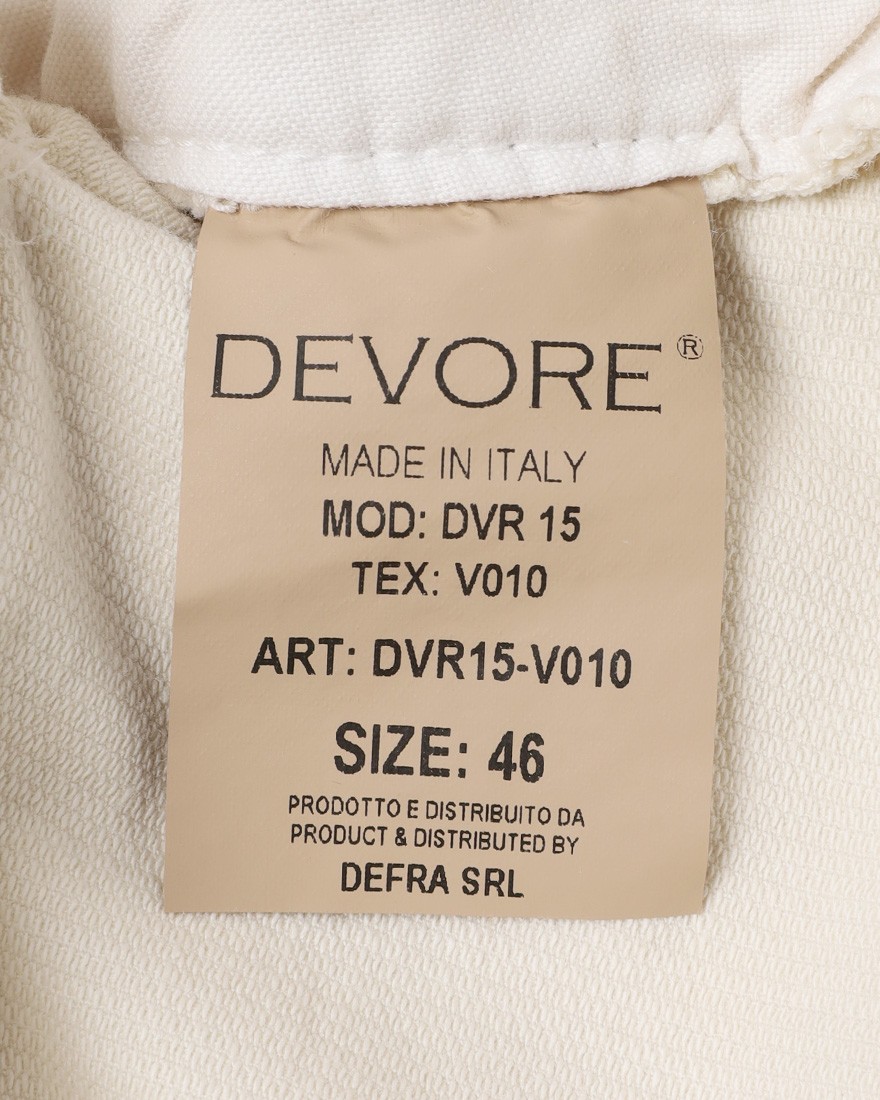 DEVORE®
MADE IN ITALY
MOD: DVR 15
TEX: V010
ART: DVR15-V010
SIZE: 46
PRODOTTO E DISTRIBUITO DA
PRODUCT & DISTRIBUTED BY
DEFRA SRL